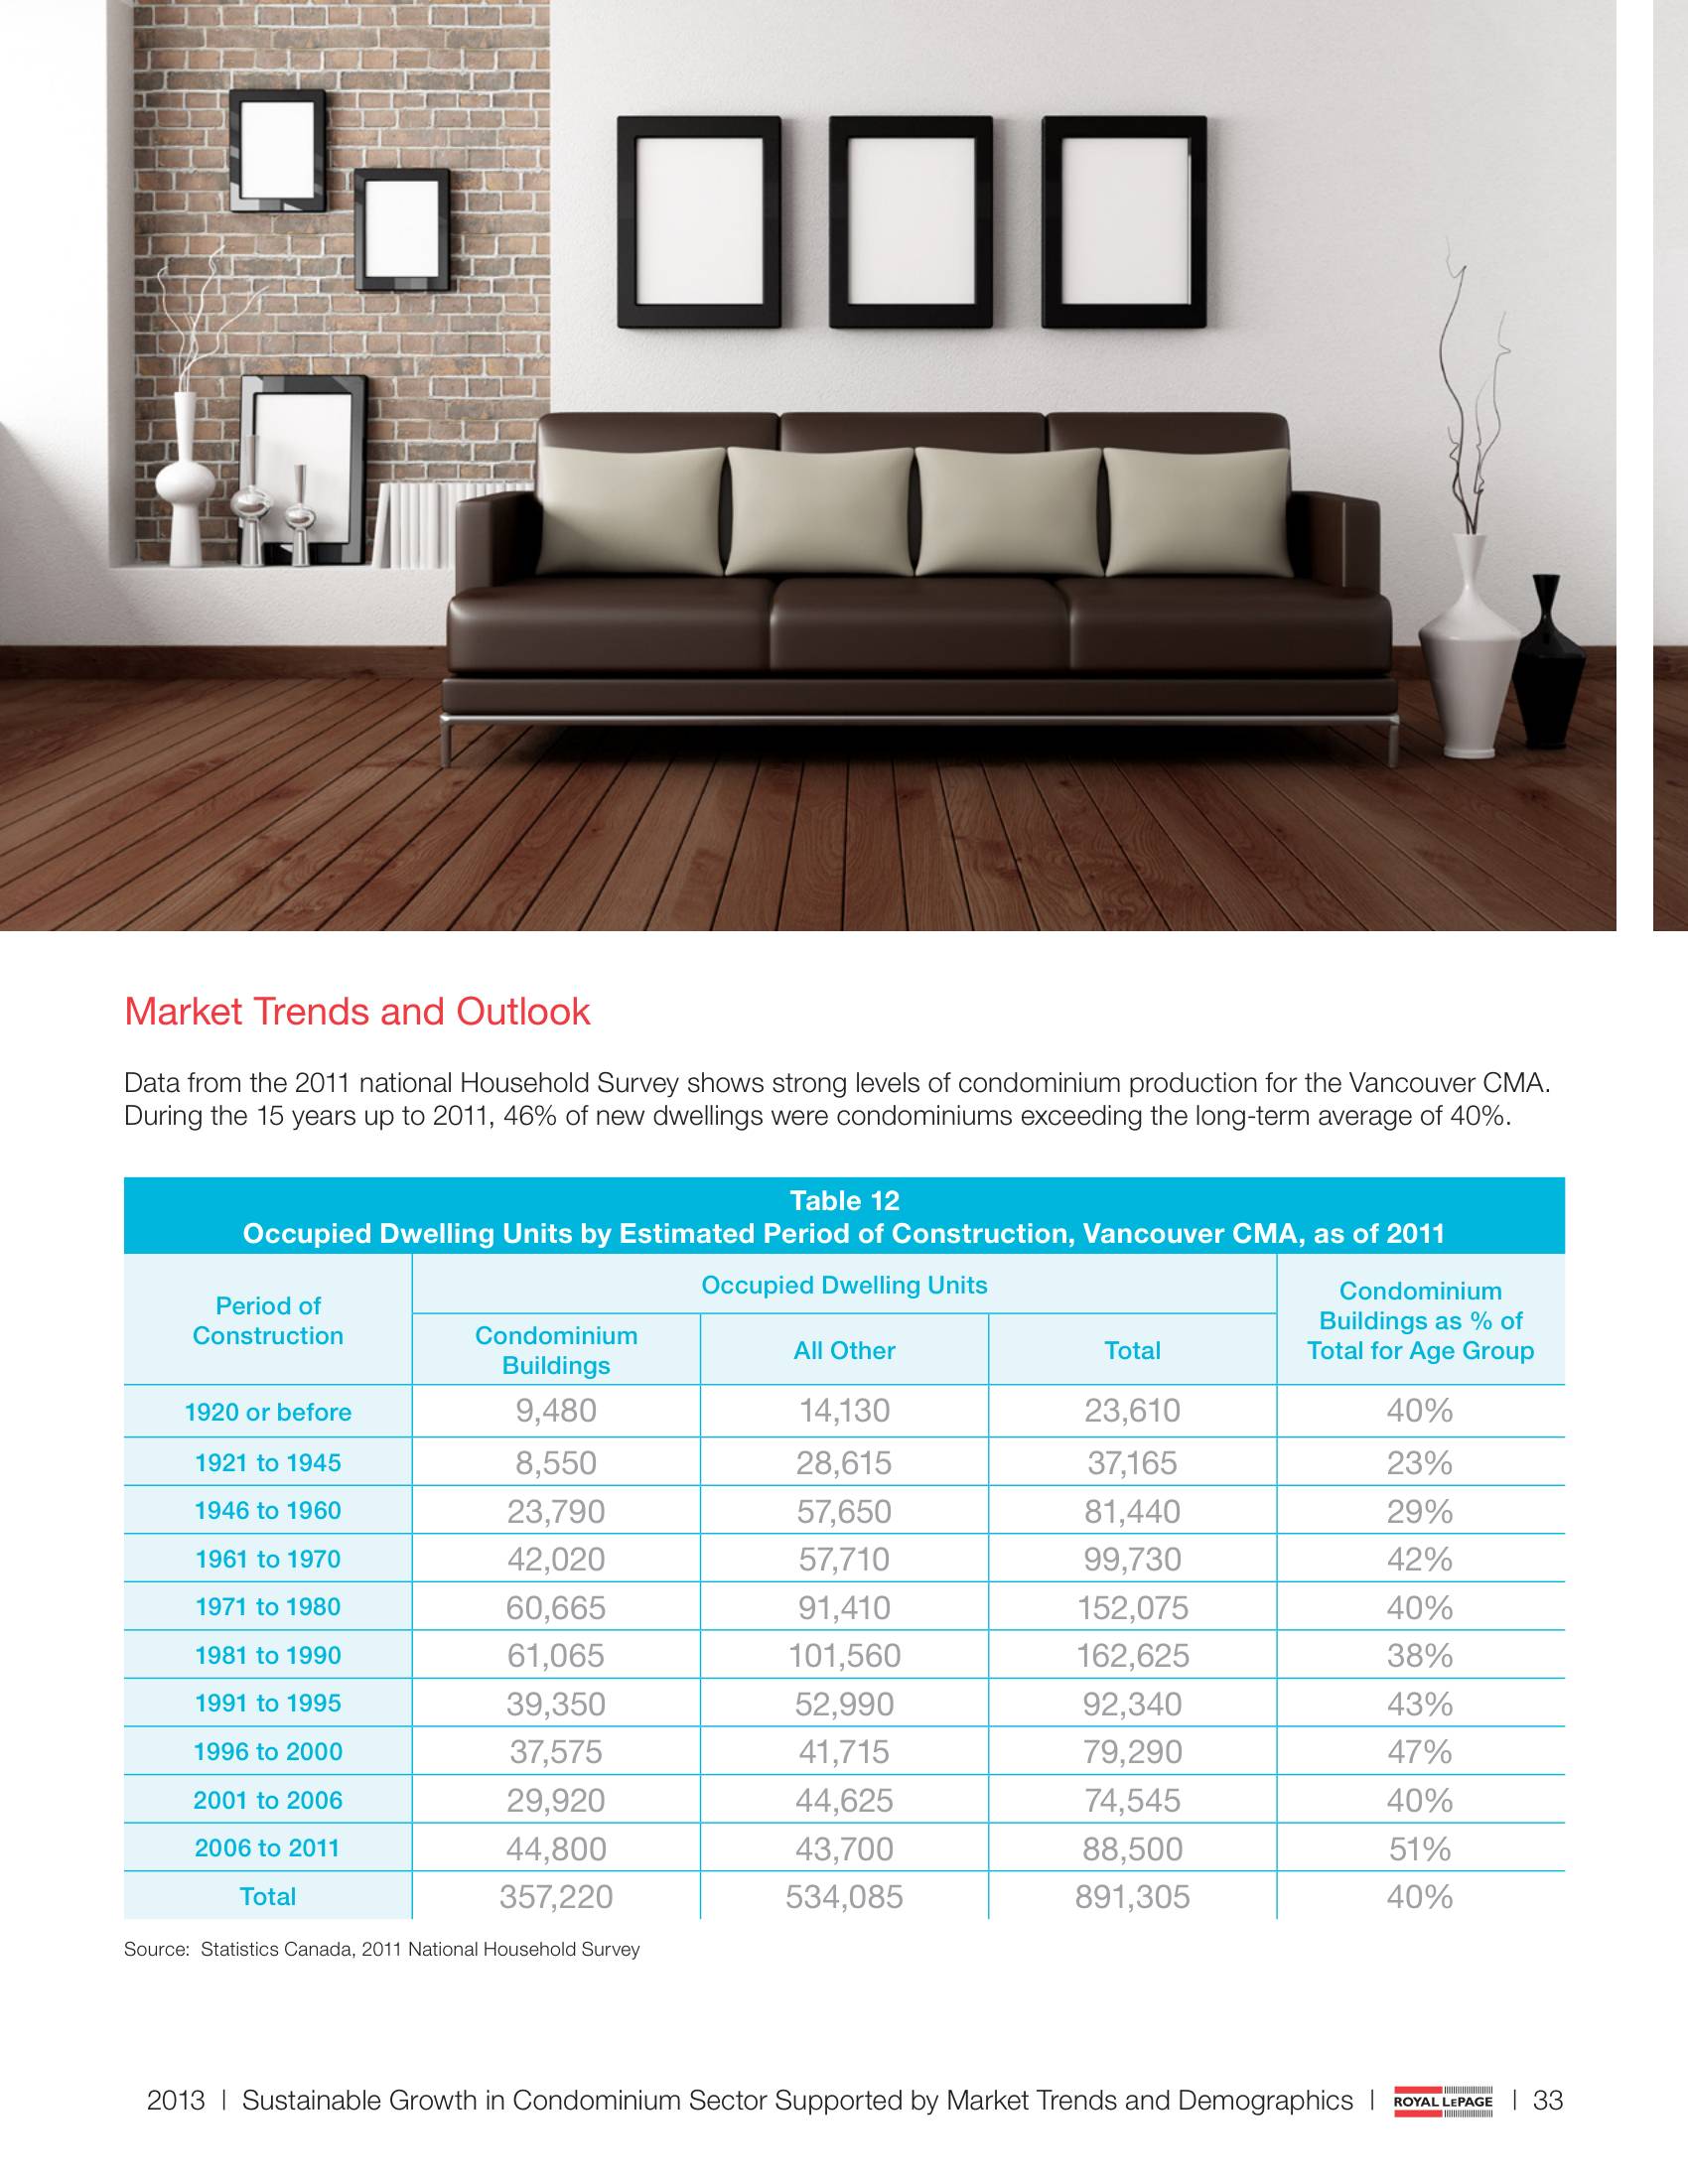 Market Trends and Outlook
Data from the 2011 national Household Survey shows strong levels of condominium production for the Vancouver CMA.
During the 15 years up to 2011, 46% of new dwellings were condominiums exceeding the long-term average of 40%.
Table 12
Occupied Dwelling Units by Estimated Period of Construction, Vancouver CMA, as of 2011
Period of Construction | Occupied Dwelling Units | Condominium Buildings as % of Total for Age Group
Condominium Buildings | All Other | Total
1920 or before 9,480 14,130 23,610 40%
1921 to 1945 8,550 28,615 37,165 23%
1946 to 1960 23,790 57,650 81,440 29%
1961 to 1970 42,020 57,710 99,730 42%
1971 to 1980 60,665 91,410 152,075 40%
1981 to 1990 61,065 101,560 162,625 38%
1991 to 1995 39,350 52,990 92,340 43%
1996 to 2000 37,575 41,715 79,290 47%
2001 to 2006 29,920 44,625 74,545 40%
2006 to 2011 44,800 43,700 88,500 51%
Total 357,220 534,085 891,305 40%
Source: Statistics Canada, 2011 National Household Survey
2013 | Sustainable Growth in Condominium Sector Supported by Market Trends and Demographics | ROYAL LEPAGE | 33